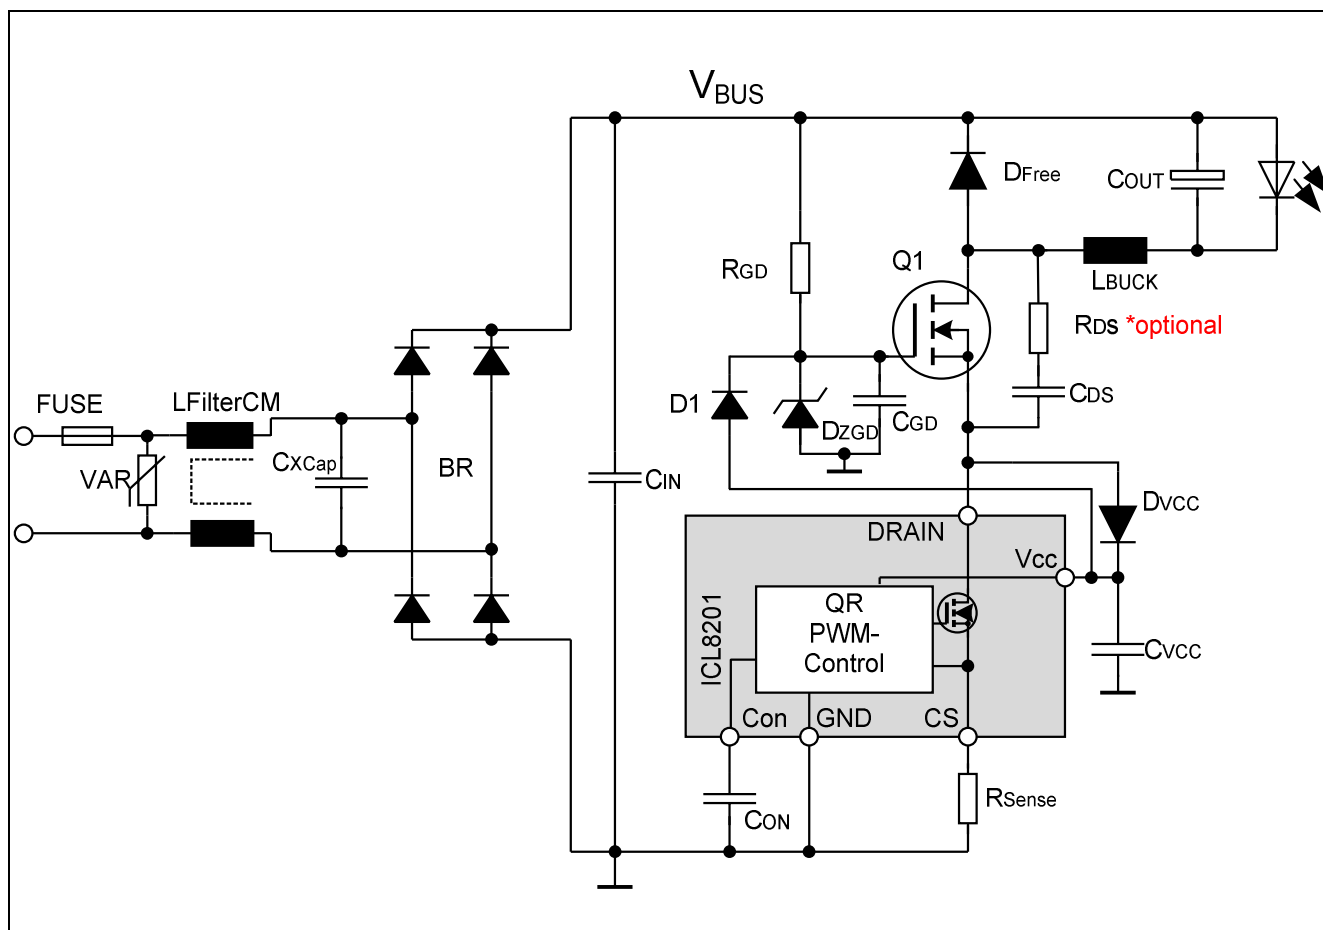 VBUS
DFree
COUT
Q1
RGD
LBUCK
RDS *optional
FUSE
LFilterCM
D1
CDS
DZGD
CGD
VAR
CXCap
BR
CIN
DVCC
DRAIN
Vcc
ICL8201
QR
PWM-
Control
CVCC
Con
GND
CS
CON
RSense